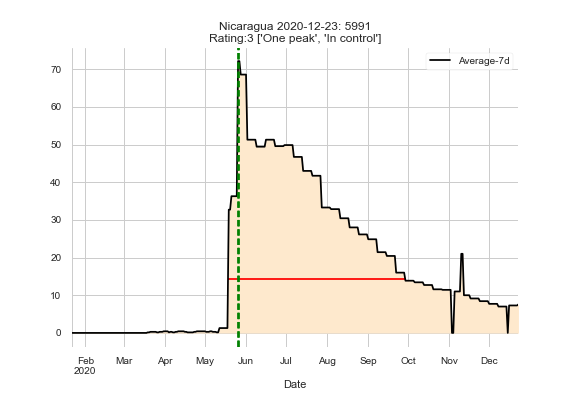 Nicaragua 2020-12-23: 5991
Rating:3 ['One peak', 'In control']
Average-7d
70
60
50
40
30
20
10
0
Feb Mar Apr May Jun Jul Aug Sep Oct Nov Dec
2020
Date